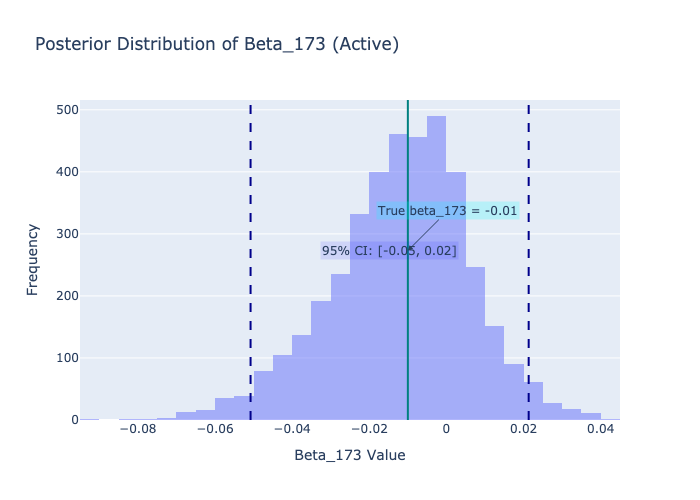 Posterior Distribution of Beta_173 (Active)
500
400
300
200
100
0
Frequency
True beta_173 = -0.01
95% CI: [-0.05, 0.02]
−0.08
−0.06
−0.04
−0.02
0
0.02
0.04
Beta_173 Value